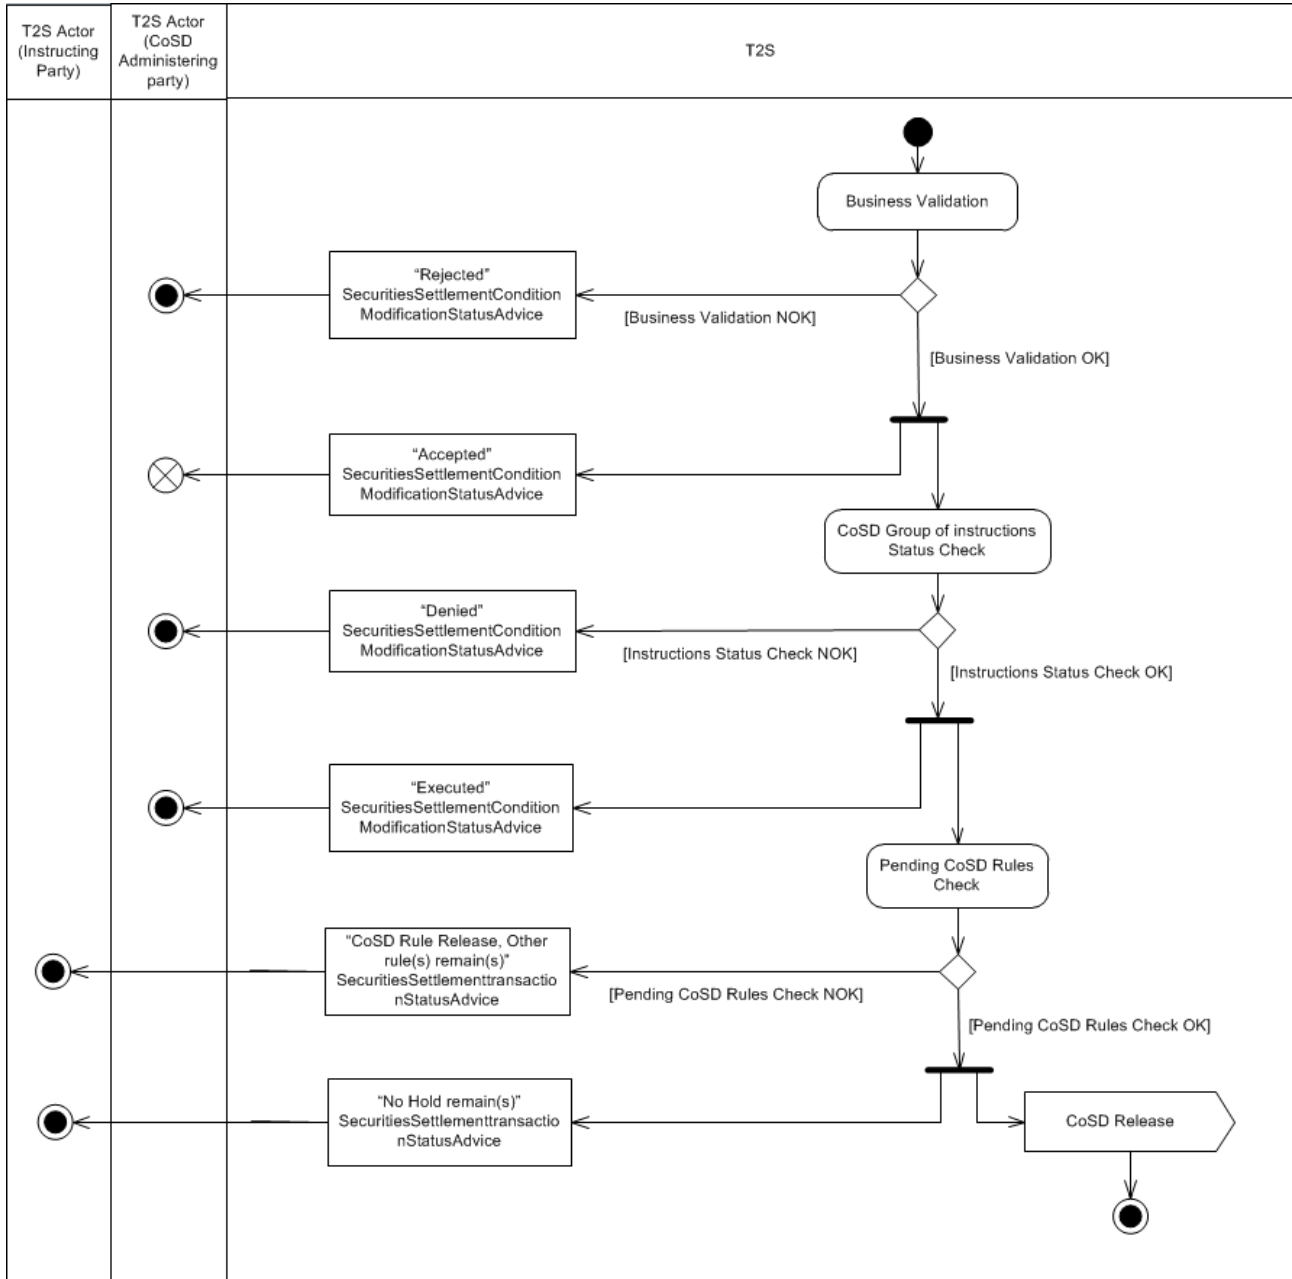 T2S Actor
(Instructing
Party)
T2S Actor
(CoSD
Administering
party)
T2S
Business Validation
“Rejected”
SecuritiesSettlementCondition
ModificationStatusAdvice
[Business Validation NOK]
[Business Validation OK]
“Accepted”
SecuritiesSettlementCondition
ModificationStatusAdvice
CoSD Group of instructions
Status Check
“Denied”
SecuritiesSettlementCondition
ModificationStatusAdvice
[Instructions Status Check NOK]
[Instructions Status Check OK]
“Executed”
SecuritiesSettlementCondition
ModificationStatusAdvice
Pending CoSD Rules
Check
“CoSD Rule Release, Other
rule(s) remain(s)”
SecuritiesSettlementtransactio
nStatusAdvice
[Pending CoSD Rules Check NOK]
[Pending CoSD Rules Check OK]
“No Hold remain(s)”
SecuritiesSettlementtransactio
nStatusAdvice
CoSD Release